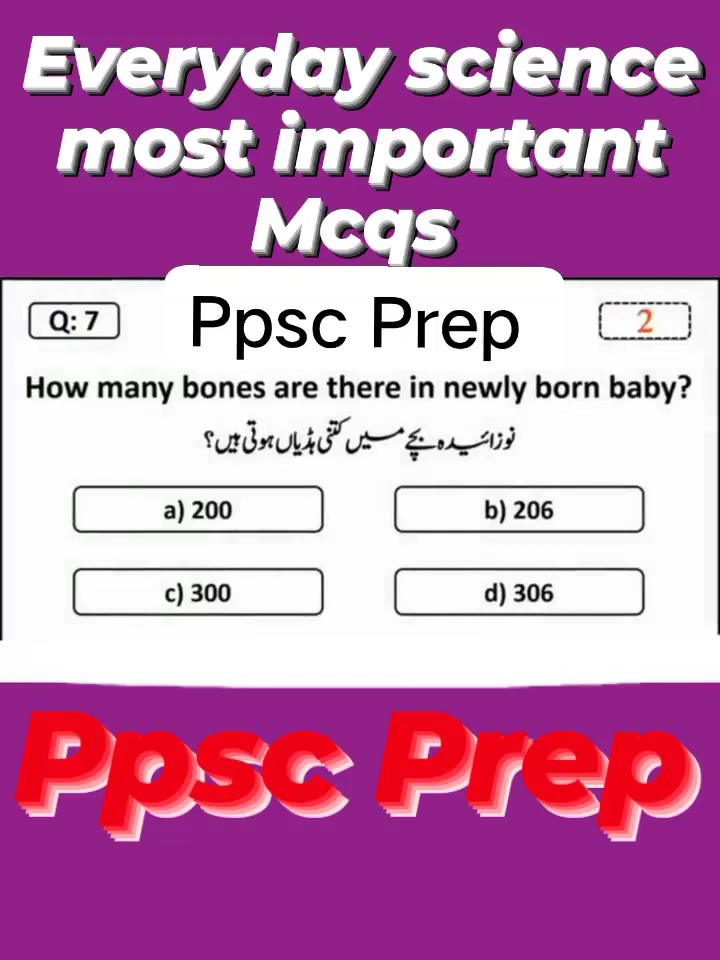 Everyday science
most important
Mcqs
Q: 7
Ppsc Prep
2
How many bones are there in newly born baby?
نوزائیدہ بچے میں کتنی ہڈیاں ہوتی ہیں؟
a) 200
b) 206
c) 300
d) 306
Ppsc Prep